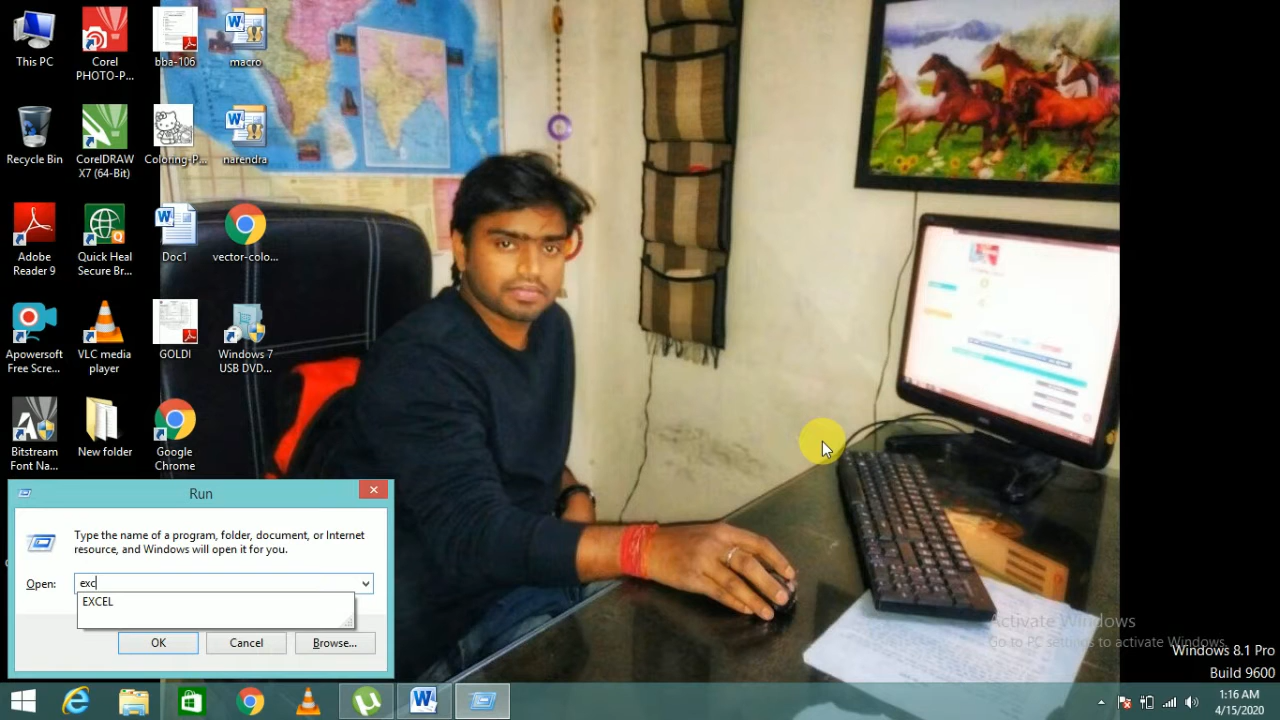 This PC
Corel
PHOTO-P...
bba-106
macro
Recycle Bin
CorelDRAW
X7 (64-Bit)
Coloring-P...
narendra
Adobe
Reader 9
Quick Heal
Secure Br...
Doc1
vector-colo...
Apowersoft
Free Scre...
VLC media
player
GOLDI
Windows 7
USB DVD...
Bitstream
Font Na...
New folder
Google
Chrome
Run
Type the name of a program, folder, document, or Internet
resource, and Windows will open it for you.
Open:
exc
EXCEL
OK
Cancel
Browse...
Activate Windows
Go to PC settings to activate Windows.
Windows 8.1 Pro
Build 9600
1:16 AM
4/15/2020